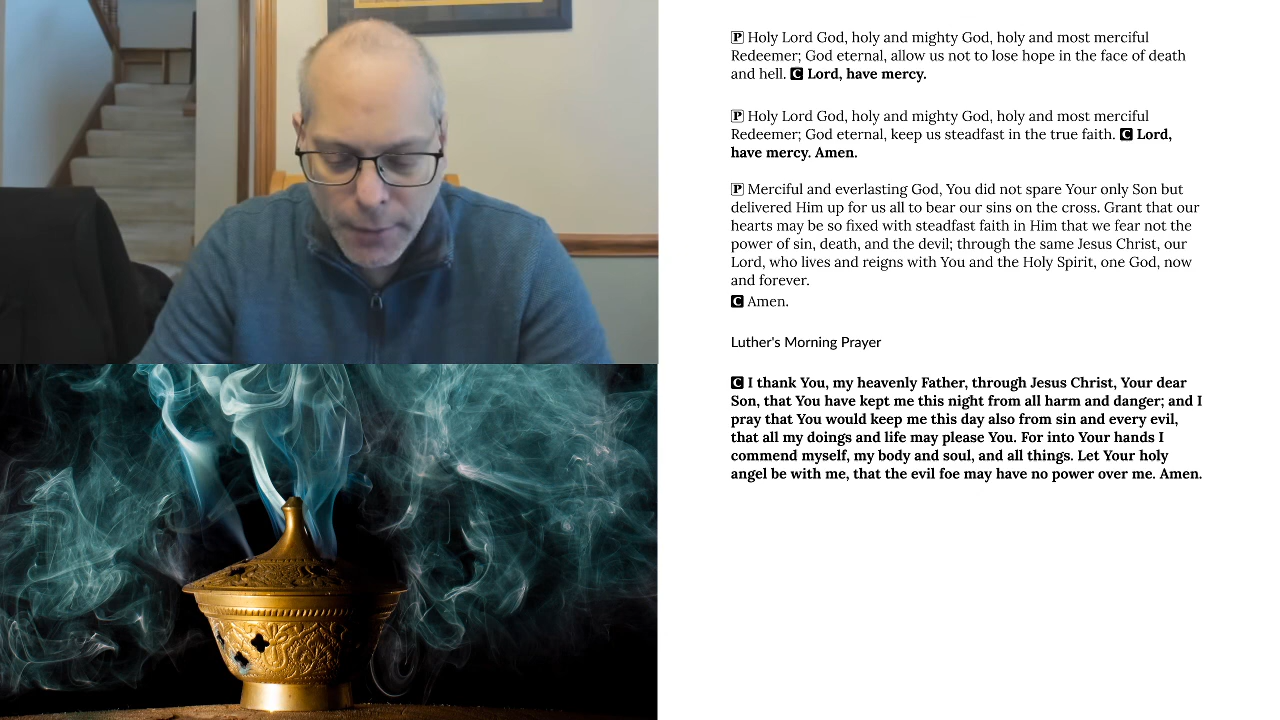 P Holy Lord God, holy and mighty God, holy and most merciful
Redeemer; God eternal, allow us not to lose hope in the face of death
and hell. C Lord, have mercy.
P Holy Lord God, holy and mighty God, holy and most merciful
Redeemer; God eternal, keep us steadfast in the true faith. C Lord,
have mercy. Amen.
P Merciful and everlasting God, You did not spare Your only Son but
delivered Him up for us all to bear our sins on the cross. Grant that our
hearts may be so fixed with steadfast faith in Him that we fear not the
power of sin, death, and the devil; through the same Jesus Christ, our
Lord, who lives and reigns with You and the Holy Spirit, one God, now
and forever.
C Amen.
Luther's Morning Prayer
C I thank You, my heavenly Father, through Jesus Christ, Your dear
Son, that You have kept me this night from all harm and danger; and I
pray that You would keep me this day also from sin and every evil,
that all my doings and life may please You. For into Your hands I
commend myself, my body and soul, and all things. Let Your holy
angel be with me, that the evil foe may have no power over me. Amen.